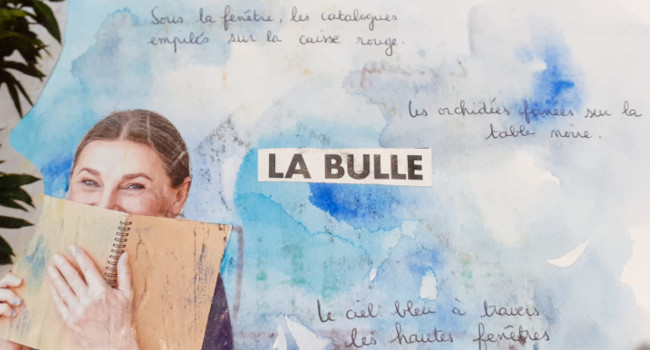 Sous la fenêtre, les catalogues
empilés sur la caisse rouge.
Les orchidées fanées sur la
table noire.
LA BULLE
Le ciel bleu à travers
les hautes fenêtres